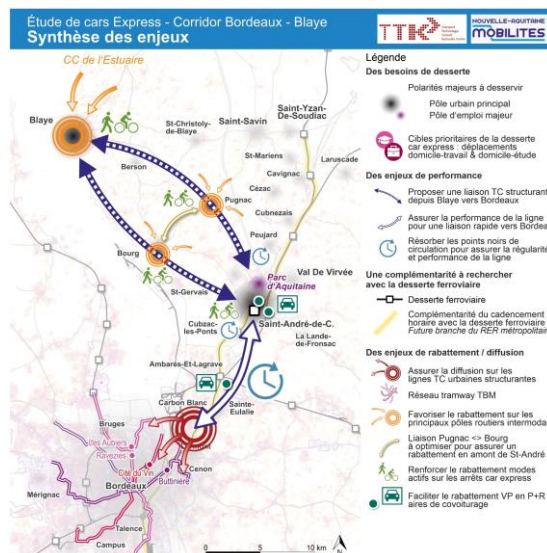 Étude de cars Express - Corridor Bordeaux - Blaye
Synthèse des enjeux
TTK
NOUVELLE-AQUITAINE
MOBILITÉS
CC de l'Estuaire
Blaye
St-Christoly-
de-Blaye
Saint-Savin
Saint-Yzan-
De-Soudiac
Berson
St-Mariens
Laruscade
Cavignac
Cézac
Pugnac
Cubnezais
Peujard
Bourg
Val De Virvée
Parc
d'Aquitaine
St-Gervais
Cubzac-
les-Ponts
Saint-André-de-C.
La Lande-
de-Fronsac
Ambarès-Et-Lagrave
Carbon Blanc
Sainte-
Eulalie
Bruges
Les Aubiers
Ravezies
Cité du Vin
Cenon
Buttinière
Bordeaux
Mérignac
Talence
Campus
0 5 10 km
N
Légende
Des besoins de desserte
Polarités majeurs à desservir
Pôle urbain principal
Pôle d'emploi majeur
Cibles prioritaires de la desserte
car express : déplacements
domicile-travail & domicile-étude
Des enjeux de performance
Proposer une liaison TC structurant
depuis Blaye vers Bordeaux
Assurer la performance de la ligne
pour une liaison rapide vers Bordea
Résorber les points noirs de
circulation pour assurer la régularité
et performance de la ligne
Une complémentarité à rechercher
avec la desserte ferroviaire
Desserte ferroviaire
Complémentarité du cadencement
horaire avec la desserte ferroviaire
Future branche du RER métropolitai
Des enjeux de rabattement / diffusion
Assurer la diffusion sur les
lignes TC urbaines structurantes
Réseau tramway TBM
Favoriser le rabattement sur les
principaux pôles routiers intermoda
Liaison Pugnac <> Bourg
à optimiser pour assurer un
rabattement en amont de St-André
Renforcer le rabattement modes
actifs sur les arrêts car express
Faciliter le rabattement VP en P+R
aires de covoiturage